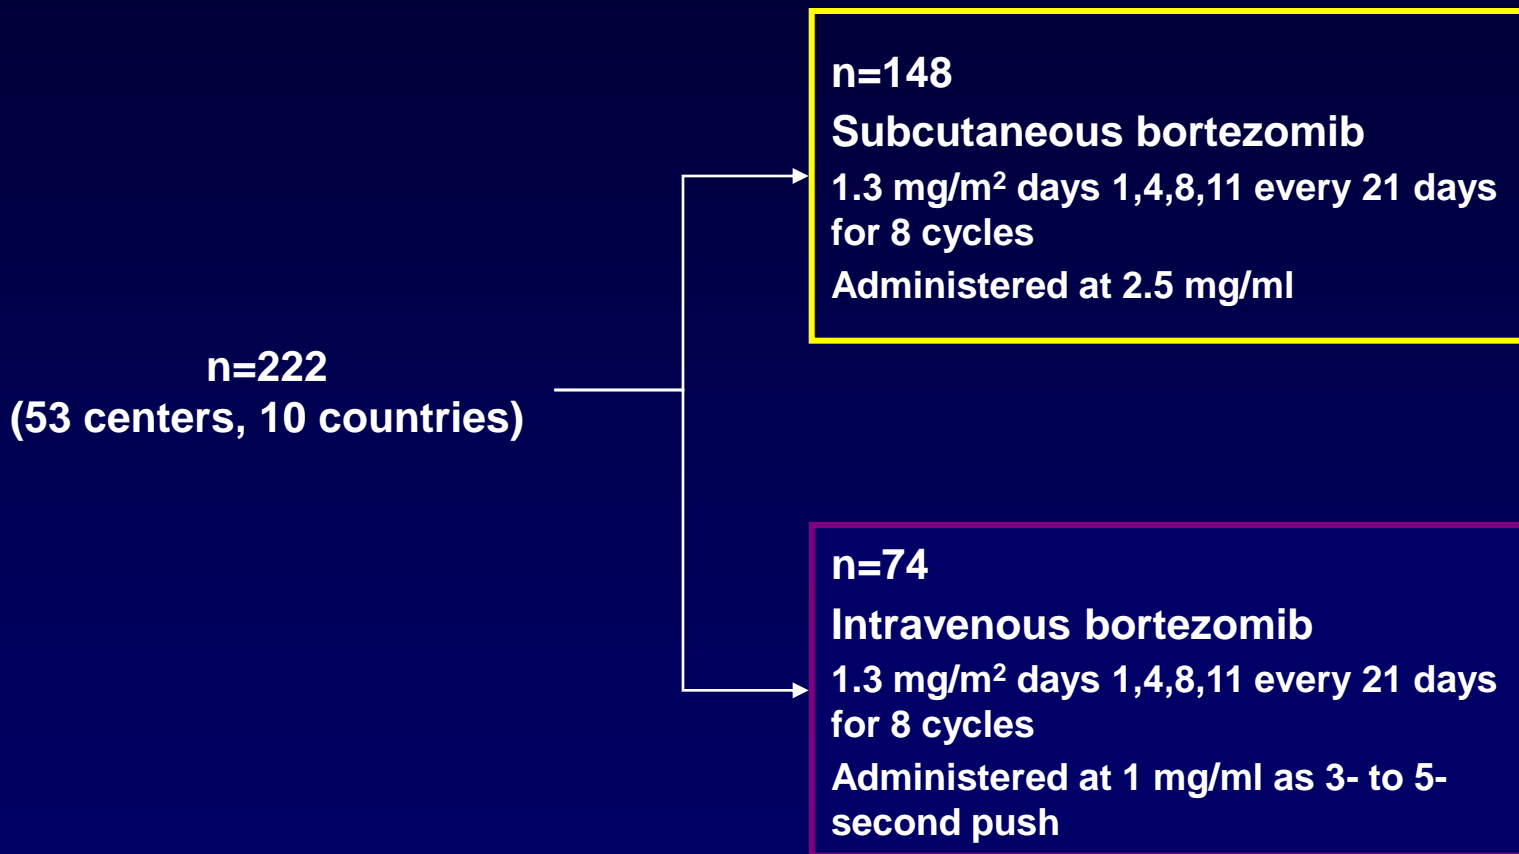 n=222
(53 centers, 10 countries)
n=148
Subcutaneous bortezomib
1.3 mg/m² days 1,4,8,11 every 21 days
for 8 cycles
Administered at 2.5 mg/ml
n=74
Intravenous bortezomib
1.3 mg/m² days 1,4,8,11 every 21 days
for 8 cycles
Administered at 1 mg/ml as 3- to 5-
second push